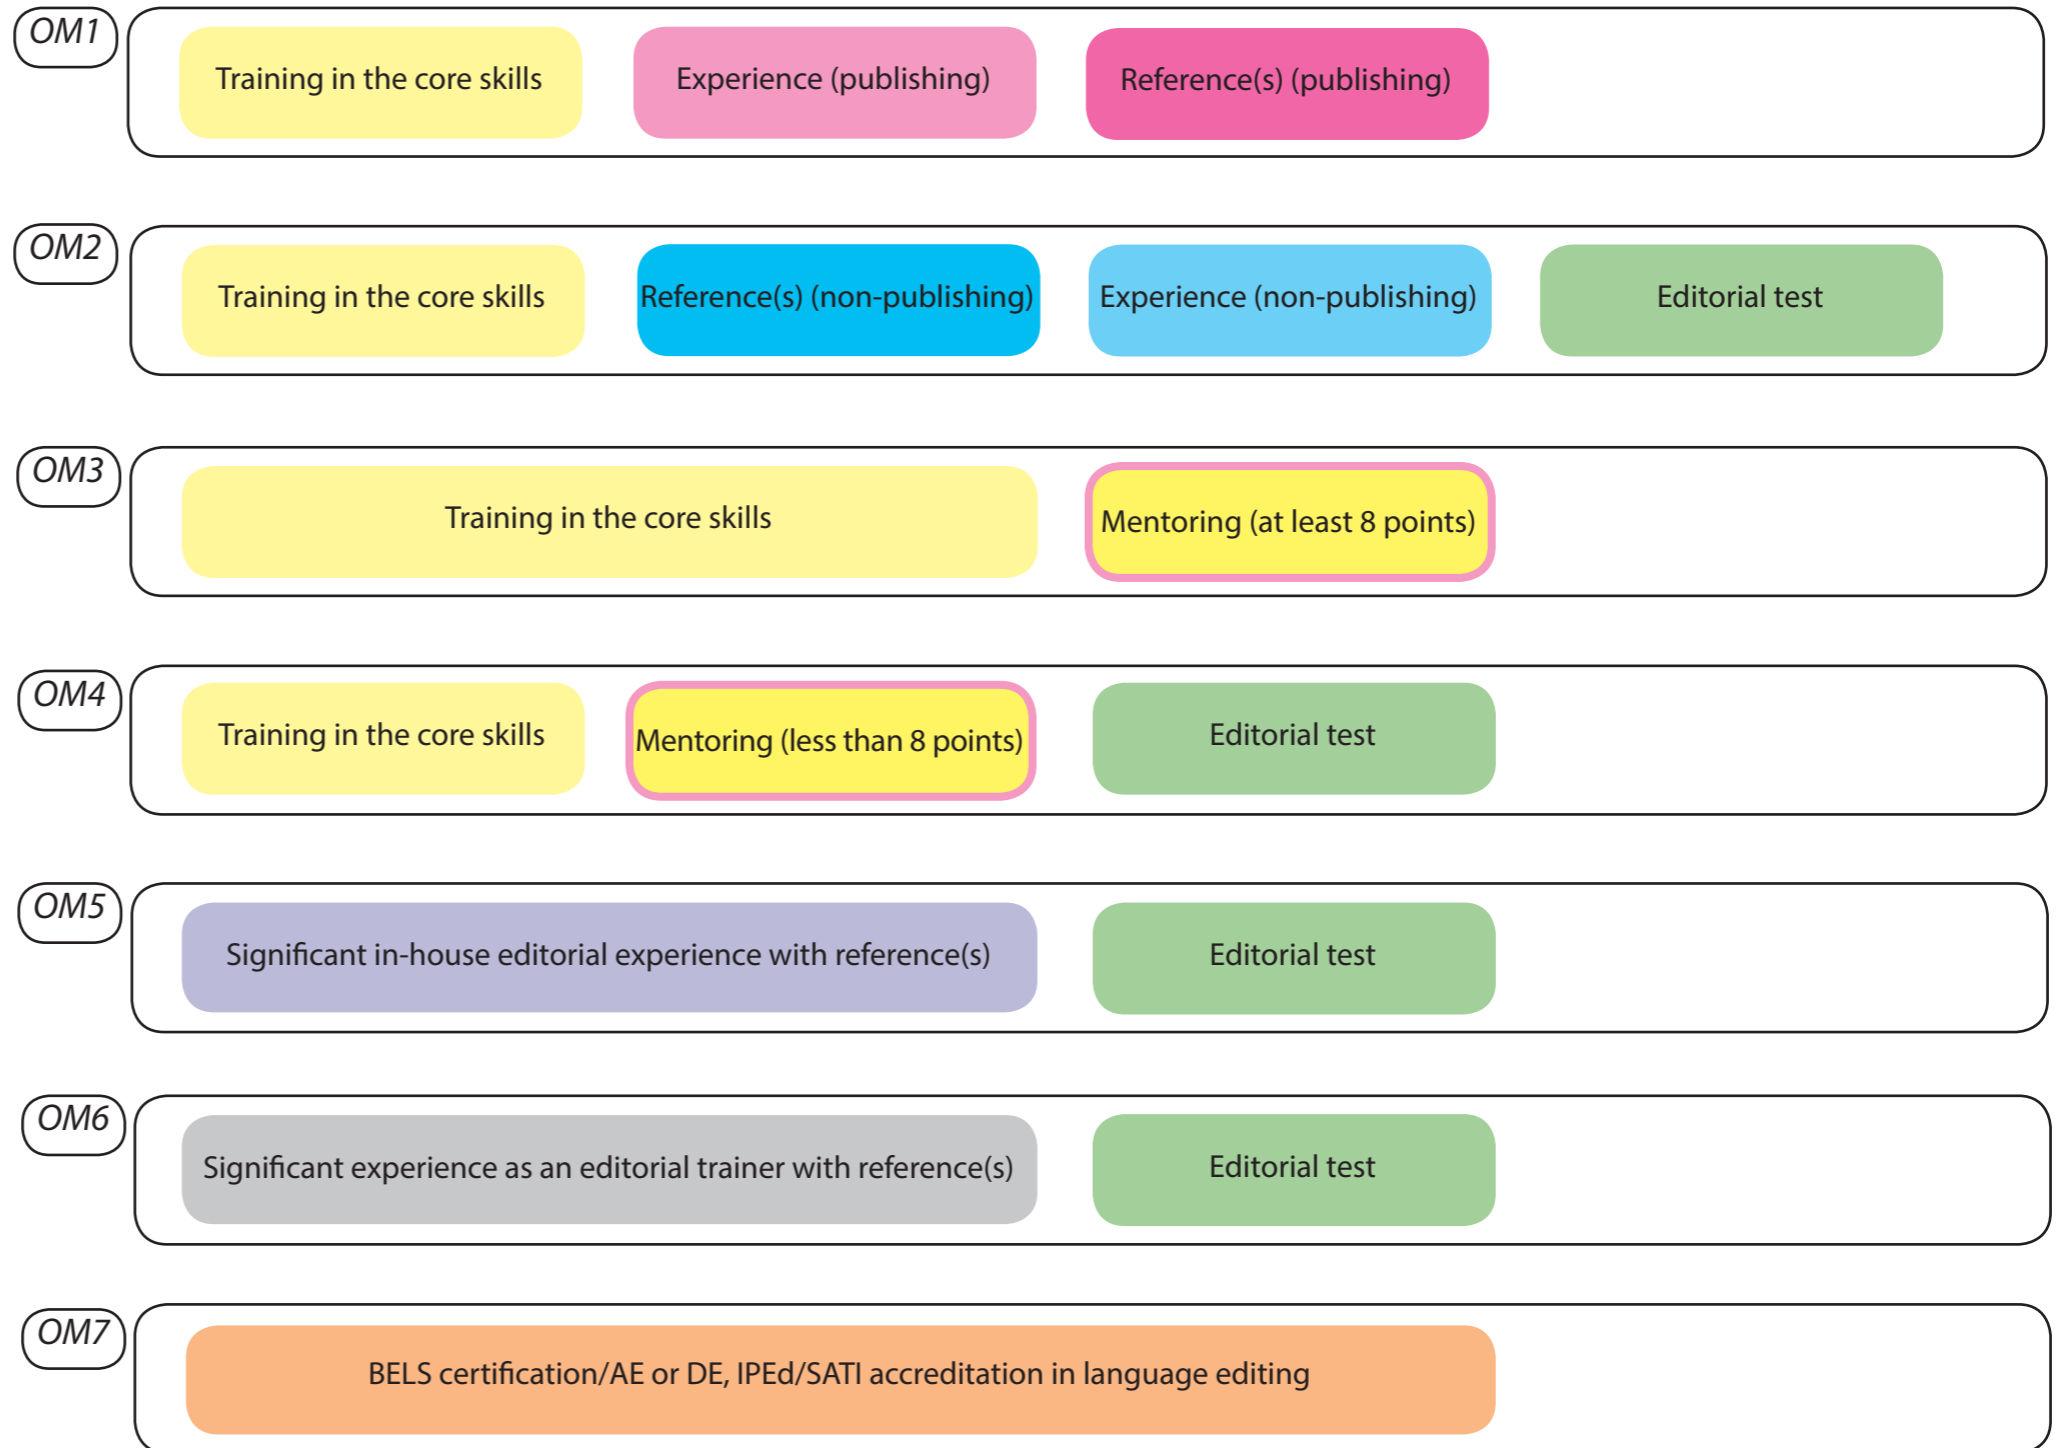 OM1
Training in the core skills
Experience (publishing)
Reference(s) (publishing)
OM2
Training in the core skills
Reference(s) (non-publishing)
Experience (non-publishing)
Editorial test
OM3
Training in the core skills
Mentoring (at least 8 points)
OM4
Training in the core skills
Mentoring (less than 8 points)
Editorial test
OM5
Significant in-house editorial experience with reference(s)
Editorial test
OM6
Significant experience as an editorial trainer with reference(s)
Editorial test
OM7
BELS certification/AE or DE, IPEd/SATI accreditation in language editing